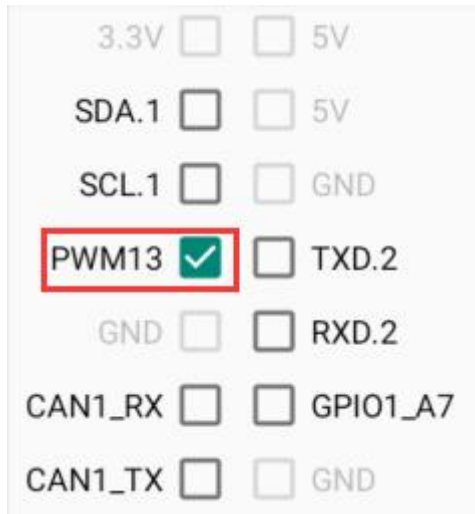 3.3V 5V
SDA.1 5V
SCL.1 GND
PWM13 TXD.2
GND RXD.2
CAN1_RX GPIO1_A7
CAN1_TX GND